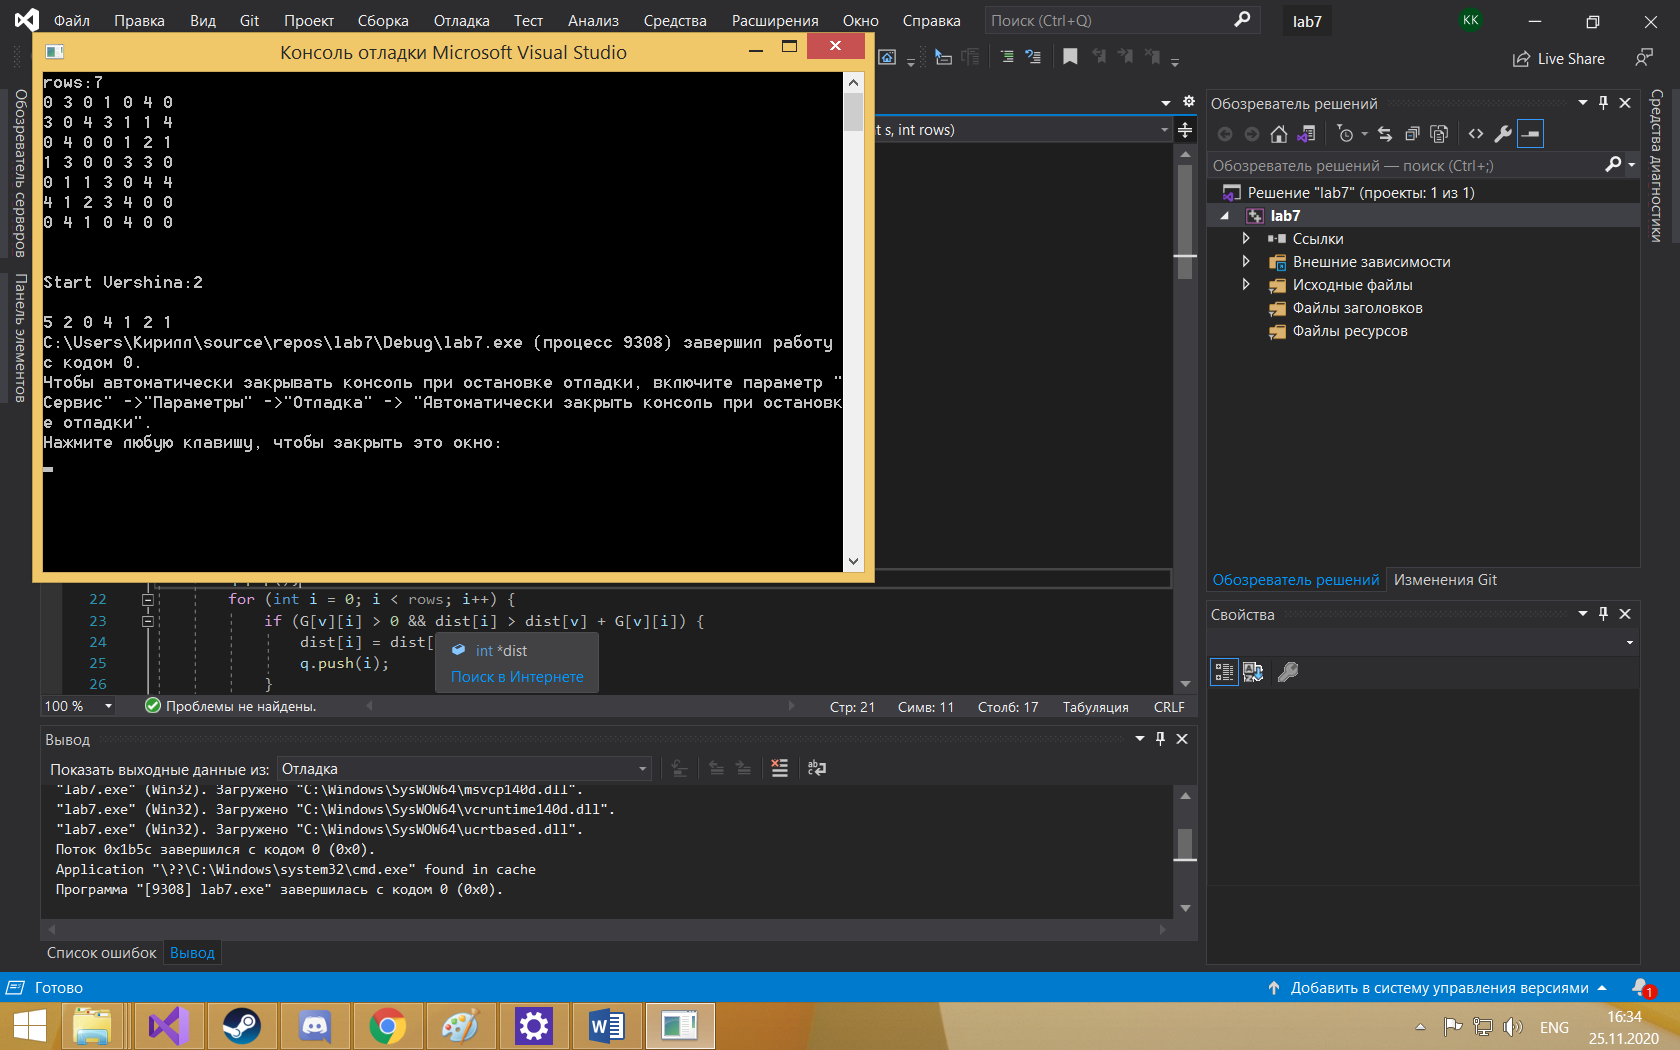 Файл Правка Вид Git Проект Сборка Отладка Тест Анализ Средства Расширения Окно Справка Поиск (Ctrl+Q) lab7 KK
Live Share
Консоль отладки Microsoft Visual Studio
rows:7
0 3 0 1 0 4 0
3 0 4 3 1 1 4
0 4 0 0 1 2 1
1 3 0 0 3 3 0
0 1 1 3 0 4 4
4 1 2 3 4 0 0
0 4 1 0 4 0 0
Start Vershina:2
5 2 0 4 1 2 1
C:\Users\Кирилл\source\repos\lab7\Debug\lab7.exe (процесс 9308) завершил работу
с кодом 0.
Чтобы автоматически закрывать консоль при остановке отладки, включите параметр "
Сервис" ->"Параметры" ->"Отладка" -> "Автоматически закрыть консоль при остановк
е отладки".
Нажмите любую клавишу, чтобы закрыть это окно:
Обозреватель серверов
Панель элементов
t s, int rows)
22 for (int i = 0; i < rows; i++) {
23 if (G[v][i] > 0 && dist[i] > dist[v] + G[v][i]) {
24 dist[i] = dist[
25 q.push(i);
26 }
int *dist
Поиск в Интернете
100 % Проблемы не найдены. Стр: 21 Симв: 11 Столб: 17 Табуляция CRLF
Вывод
Показать выходные данные из: Отладка
"lab7.exe" (Win32). Загружено "C:\Windows\SysWOW64\msvcp140d.dll".
"lab7.exe" (Win32). Загружено "C:\Windows\SysWOW64\vcruntime140d.dll".
"lab7.exe" (Win32). Загружено "C:\Windows\SysWOW64\ucrtbased.dll".
Поток 0x1b5c завершился с кодом 0 (0x0).
Application "\??\C:\Windows\system32\cmd.exe" found in cache
Программа "[9308] lab7.exe" завершилась с кодом 0 (0x0).
Список ошибок Вывод
Обозреватель решений
Обозреватель решений — поиск (Ctrl+;)
Решение "lab7" (проекты: 1 из 1)
lab7
Ссылки
Внешние зависимости
Исходные файлы
Файлы заголовков
Файлы ресурсов
Обозреватель решений Изменения Git
Свойства
Средства диагностики
Готово Добавить в систему управления версиями 1
ENG 16:34
25.11.2020